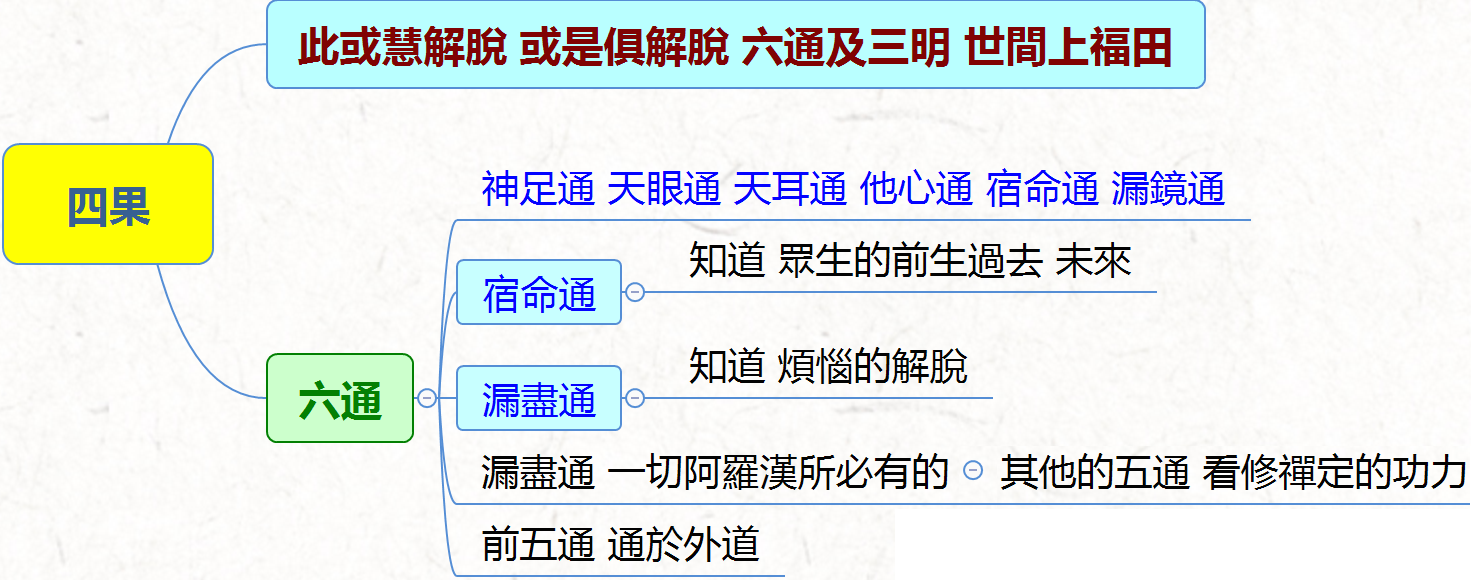 此或慧解脫 或是俱解脫 六通及三明 世間上福田
四果
神足通 天眼通 天耳通 他心通 宿命通 漏鏡通
宿命通
知道 眾生的前生過去 未來
六通
漏盡通
知道 煩惱的解脫
漏盡通 一切阿羅漢所必有的
其他的五通 看修禪定的功力
前五通 通於外道